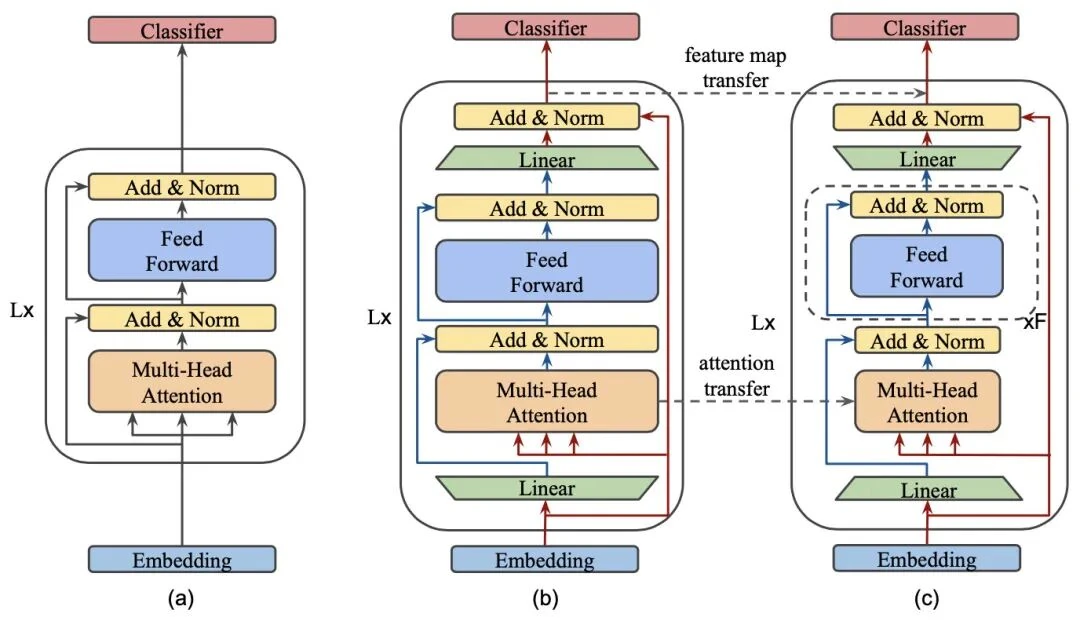 Classifier
Add & Norm
Feed
Forward
Add & Norm
Multi-Head
Attention
Lx
Embedding
(a)
Classifier
Add & Norm
Linear
Add & Norm
Feed
Forward
Add & Norm
Multi-Head
Attention
Linear
Lx
Embedding
(b)
feature map
transfer
attention
transfer
Classifier
Add & Norm
Linear
Add & Norm
Feed
Forward
xF
Add & Norm
Multi-Head
Attention
Linear
Lx
Embedding
(c)